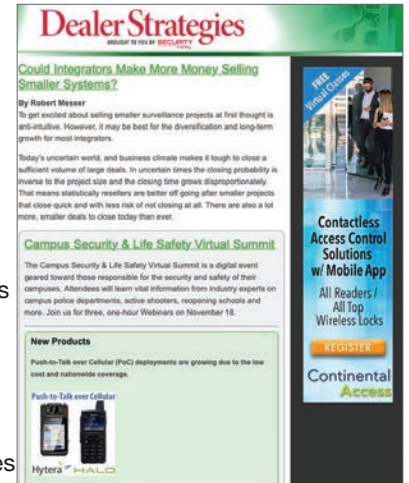 Dealer Strategies
BROUGHT TO YOU BY SECURITY
Could Integrators Make More Money Selling
Smaller Systems?
By Robert Messer
To get excited about selling smaller surveillance projects at first thought is
anti-intuitive. However, it may be best for the diversification and long-term
growth for most integrators.
Today's uncertain world, and business climate makes it tough to close a
sufficient volume of large deals. In uncertain times the closing probability is
inverse to the project size and the closing time grows disproportionately.
That means statistically resellers are better off going after smaller projects
that close quick and with less risk of not closing at all. There are also a lot
more, smaller deals to close today than ever.
Campus Security & Life Safety Virtual Summit
The Campus Security & Life Safety Virtual Summit is a digital event
geared toward those responsible for the security and safety of their
campuses. Attendees will learn vital information from industry experts on
campus police departments, active shooters, reopening schools and
more. Join us for three, one-hour Webinars on November 18.
New Products
Push-to-Talk over Cellular (PoC) deployments are growing due to the low
cost and nationwide coverage.
Push-to-Talk over Cellular
Hytera HALO
FREE
Virtual Classes
Contactless
Access Control
Solutions
w/ Mobile App
All Readers /
All Top
Wireless Locks
REGISTER
Continental
Access
s
es